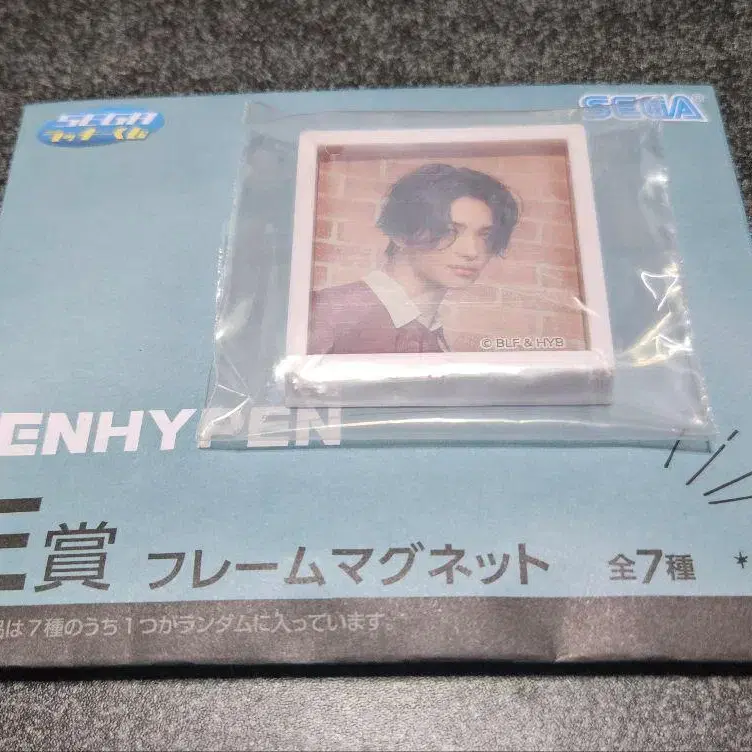 SEGA
ラッキーくじ
SEGA
© BLF & HYB
ENHYPEN
E賞 フレームマグネット 全7種
品は7種のうち1つがランダムに入っています。